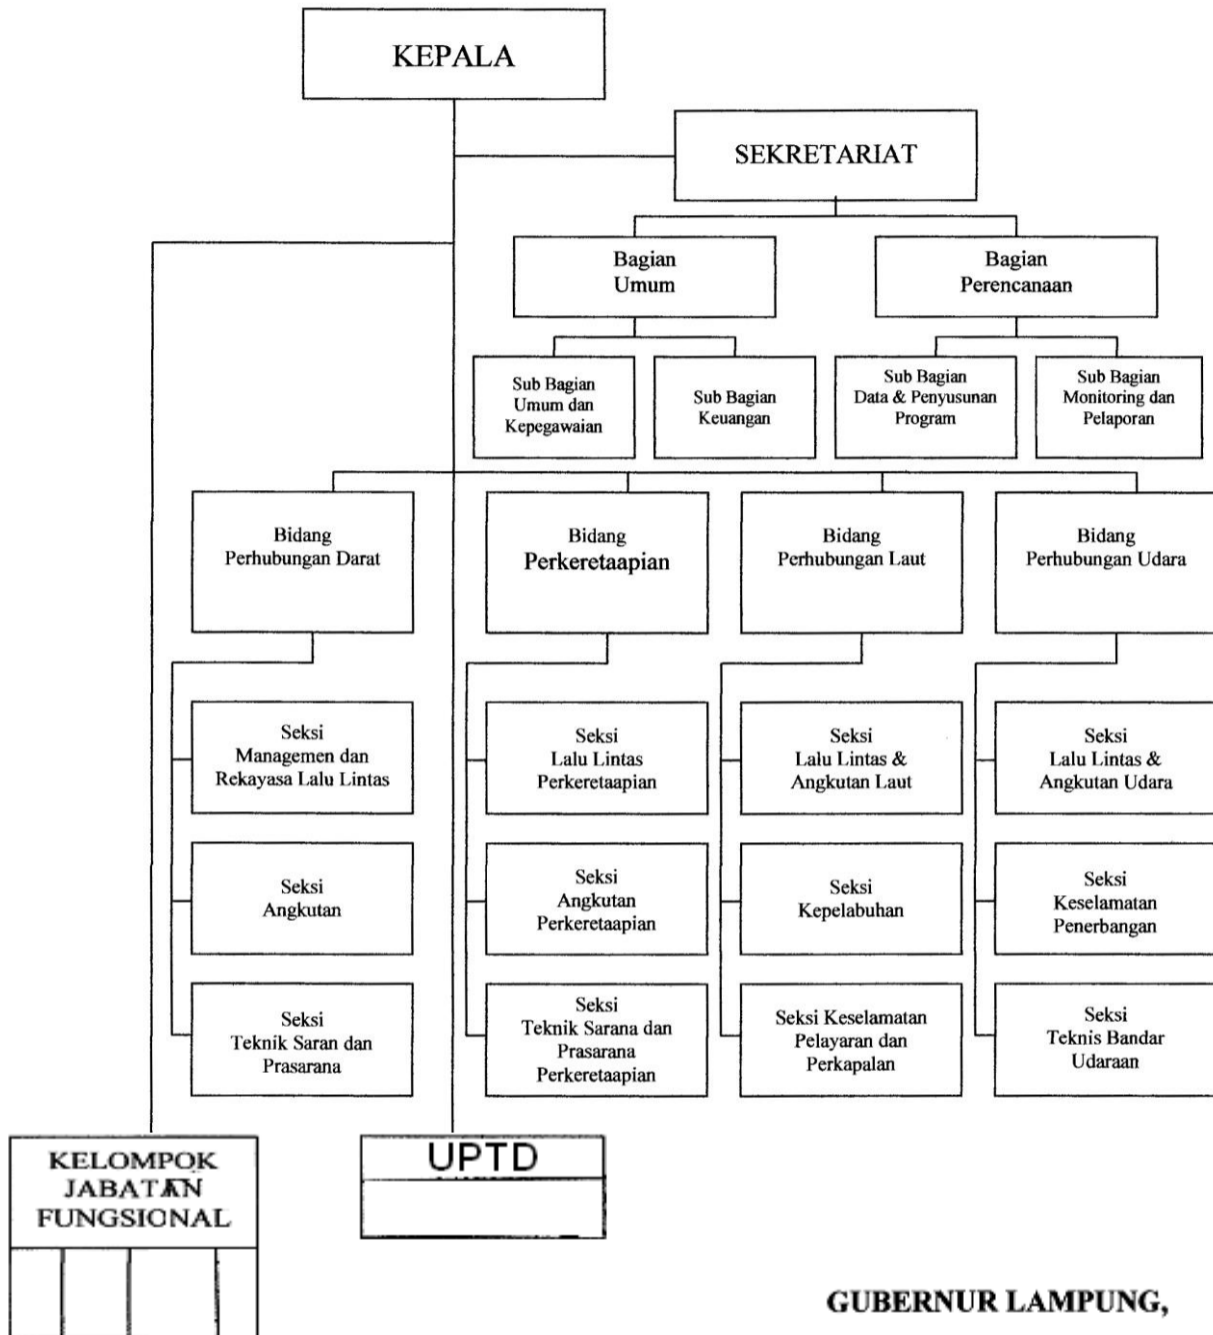 KEPALA
SEKRETARIAT
Bagian
Umum
Bagian
Perencanaan
Sub Bagian
Umum dan
Kepegawaian
Sub Bagian
Keuangan
Sub Bagian
Data & Penyusunan
Program
Sub Bagian
Monitoring dan
Pelaporan
Bidang
Perhubungan Darat
Bidang
Perkeretaapian
Bidang
Perhubungan Laut
Bidang
Perhubungan Udara
Seksi
Managemen dan
Rekayasa Lalu Lintas
Seksi
Lalu Lintas
Perkeretaapian
Seksi
Lalu Lintas &
Angkutan Laut
Seksi
Lalu Lintas &
Angkutan Udara
Seksi
Angkutan
Seksi
Angkutan
Perkeretaapian
Seksi
Kepelabuhan
Seksi
Keselamatan
Penerbangan
Seksi
Teknik Saran dan
Prasarana
Seksi
Teknik Sarana dan
Prasarana
Perkeretaapian
Seksi Keselamatan
Pelayaran dan
Perkapalan
Seksi
Teknis Bandar
Udaraan
KELOMPOK
JABATAN
FUNGSIONAL
UPTD
GUBERNUR LAMPUNG,